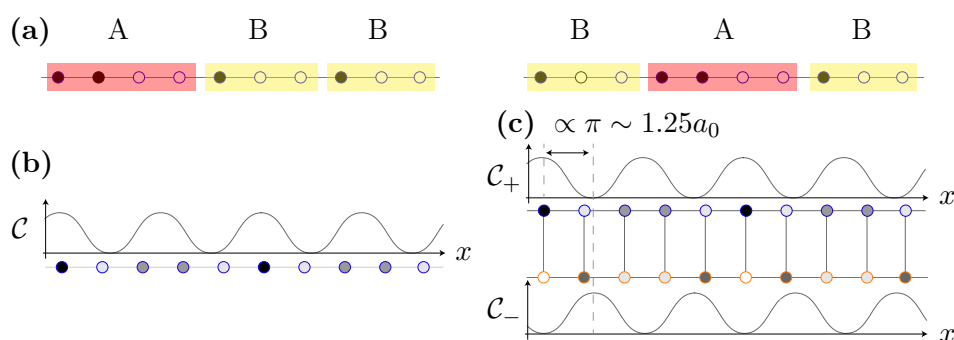 (a) A B B B A B
(c) ∝ π ∼ 1.25a₀
(b)
𝒞 x
𝒞₊ x
𝒞₋ x